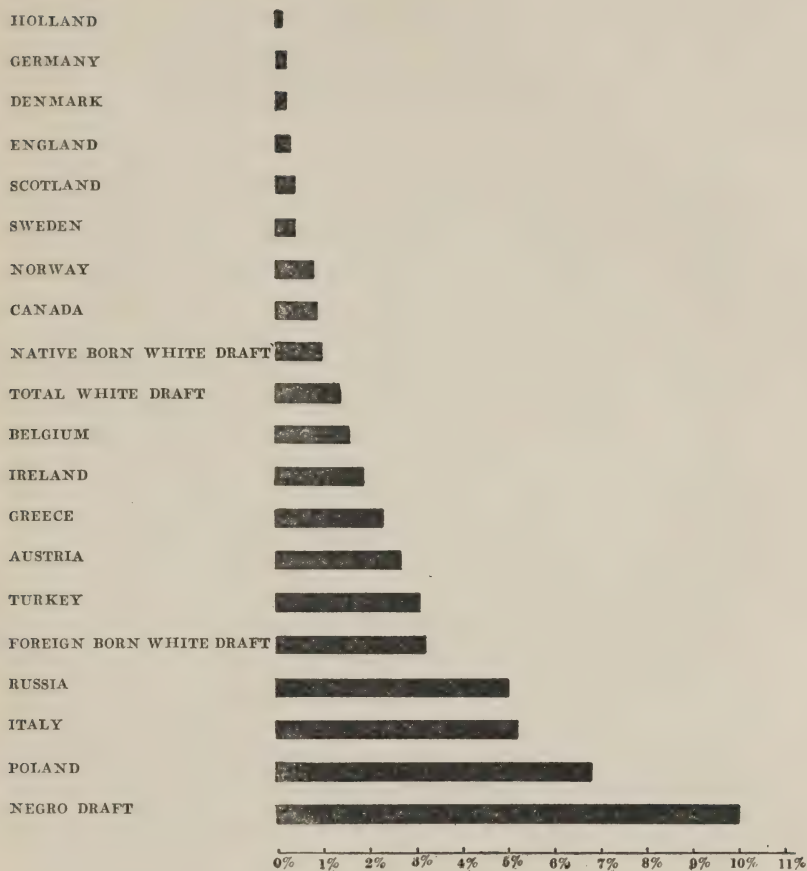 HOLLAND
GERMANY
DENMARK
ENGLAND
SCOTLAND
SWEDEN
NORWAY
CANADA
NATIVE BORN WHITE DRAFT
TOTAL WHITE DRAFT
BELGIUM
IRELAND
GREECE
AUSTRIA
TURKEY
FOREIGN BORN WHITE DRAFT
RUSSIA
ITALY
POLAND
NEGRO DRAFT
0% 1% 2% 3% 4% 5% 6% 7% 8% 9% 10% 11%